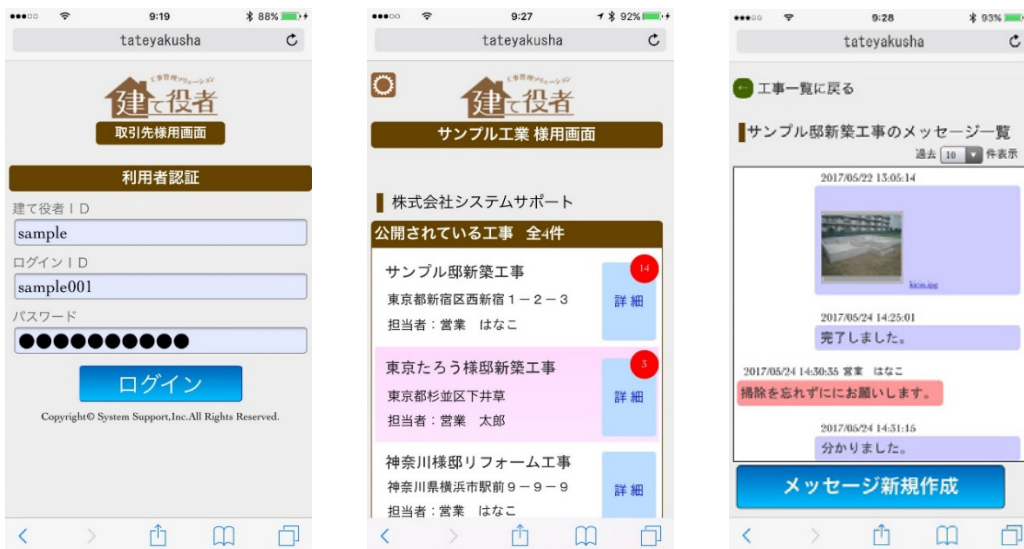 9:19
88%
tateyakusha
工事管理ソリューション
建て役者
取引先様用画面
利用者認証
建て役者ID
sample
ログインID
sample001
パスワード
●●●●●●●●●●
ログイン
Copyright© System Support,Inc.All Rights Reserved.
9:27
92%
tateyakusha
工事管理ソリューション
建て役者
サンプル工業 様用画面
株式会社システムサポート
公開されている工事 全4件
サンプル邸新築工事
14
東京都新宿区西新宿1-2-3
詳細
担当者:営業 はなこ
東京たろう様邸新築工事
3
東京都杉並区下井草
詳細
担当者:営業 太郎
神奈川様邸リフォーム工事
神奈川県横浜市駅前9-9-9
詳細
担当者:営業 はなこ
9:28
93%
tateyakusha
工事一覧に戻る
サンプル邸新築工事のメッセージ一覧
過去 10 件表示
2017/05/22 13:05:14
2017/05/24 14:25:01
完了しました。
2017/05/24 14:30:35 営業 はなこ
掃除を忘れずににお願いします。
2017/05/24 14:31:15
分かりました。
メッセージ新規作成